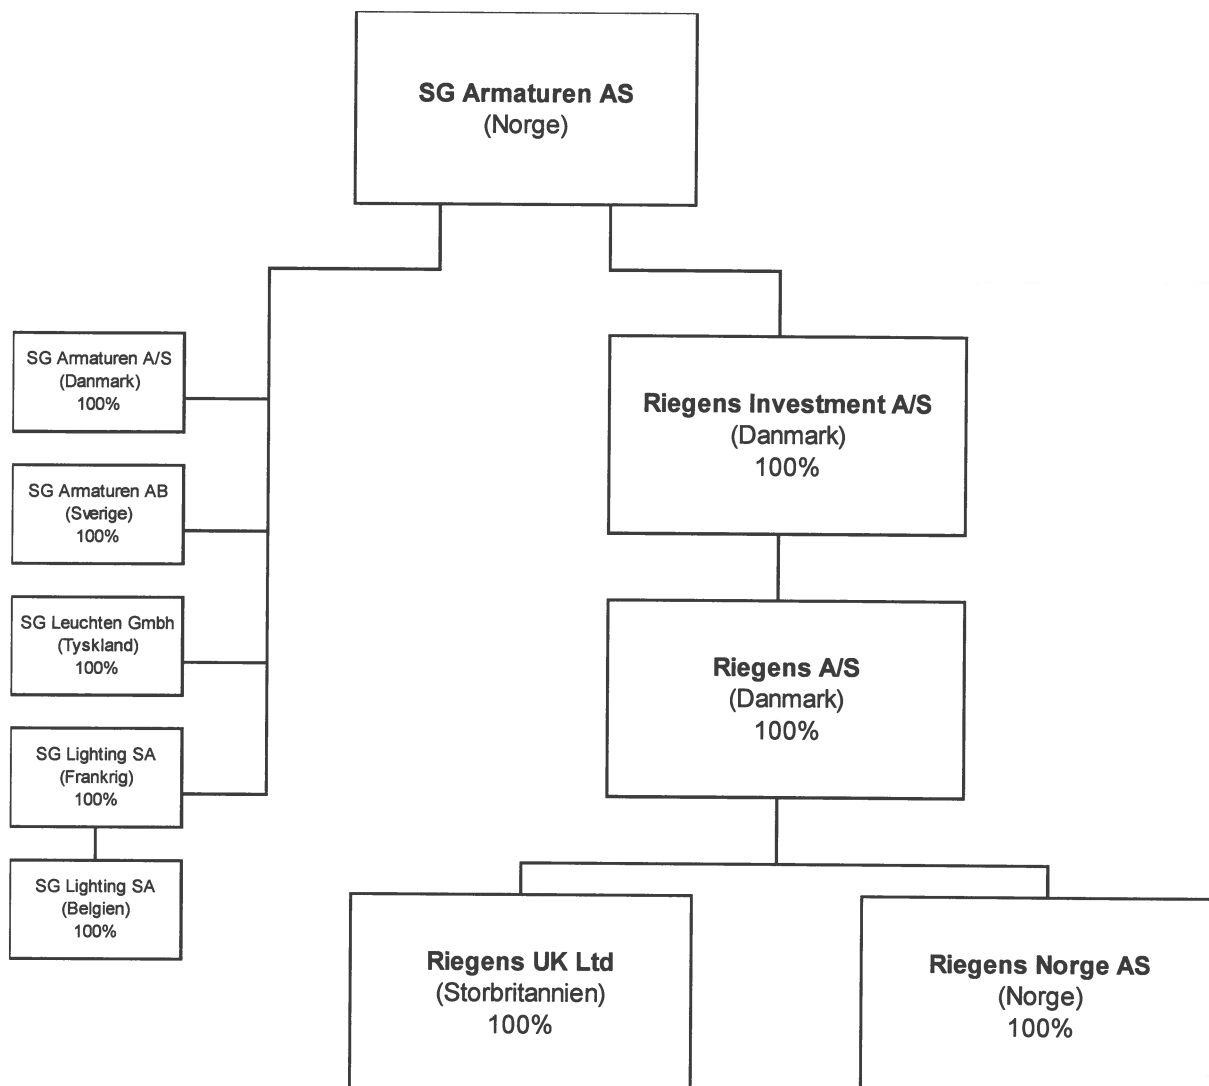 SG Armaturen AS
(Norge)
SG Armaturen A/S
(Danmark)
100%
SG Armaturen AB
(Sverige)
100%
SG Leuchten Gmbh
(Tyskland)
100%
SG Lighting SA
(Frankrig)
100%
SG Lighting SA
(Belgien)
100%
Riegens Investment A/S
(Danmark)
100%
Riegens A/S
(Danmark)
100%
Riegens UK Ltd
(Storbritannien)
100%
Riegens Norge AS
(Norge)
100%